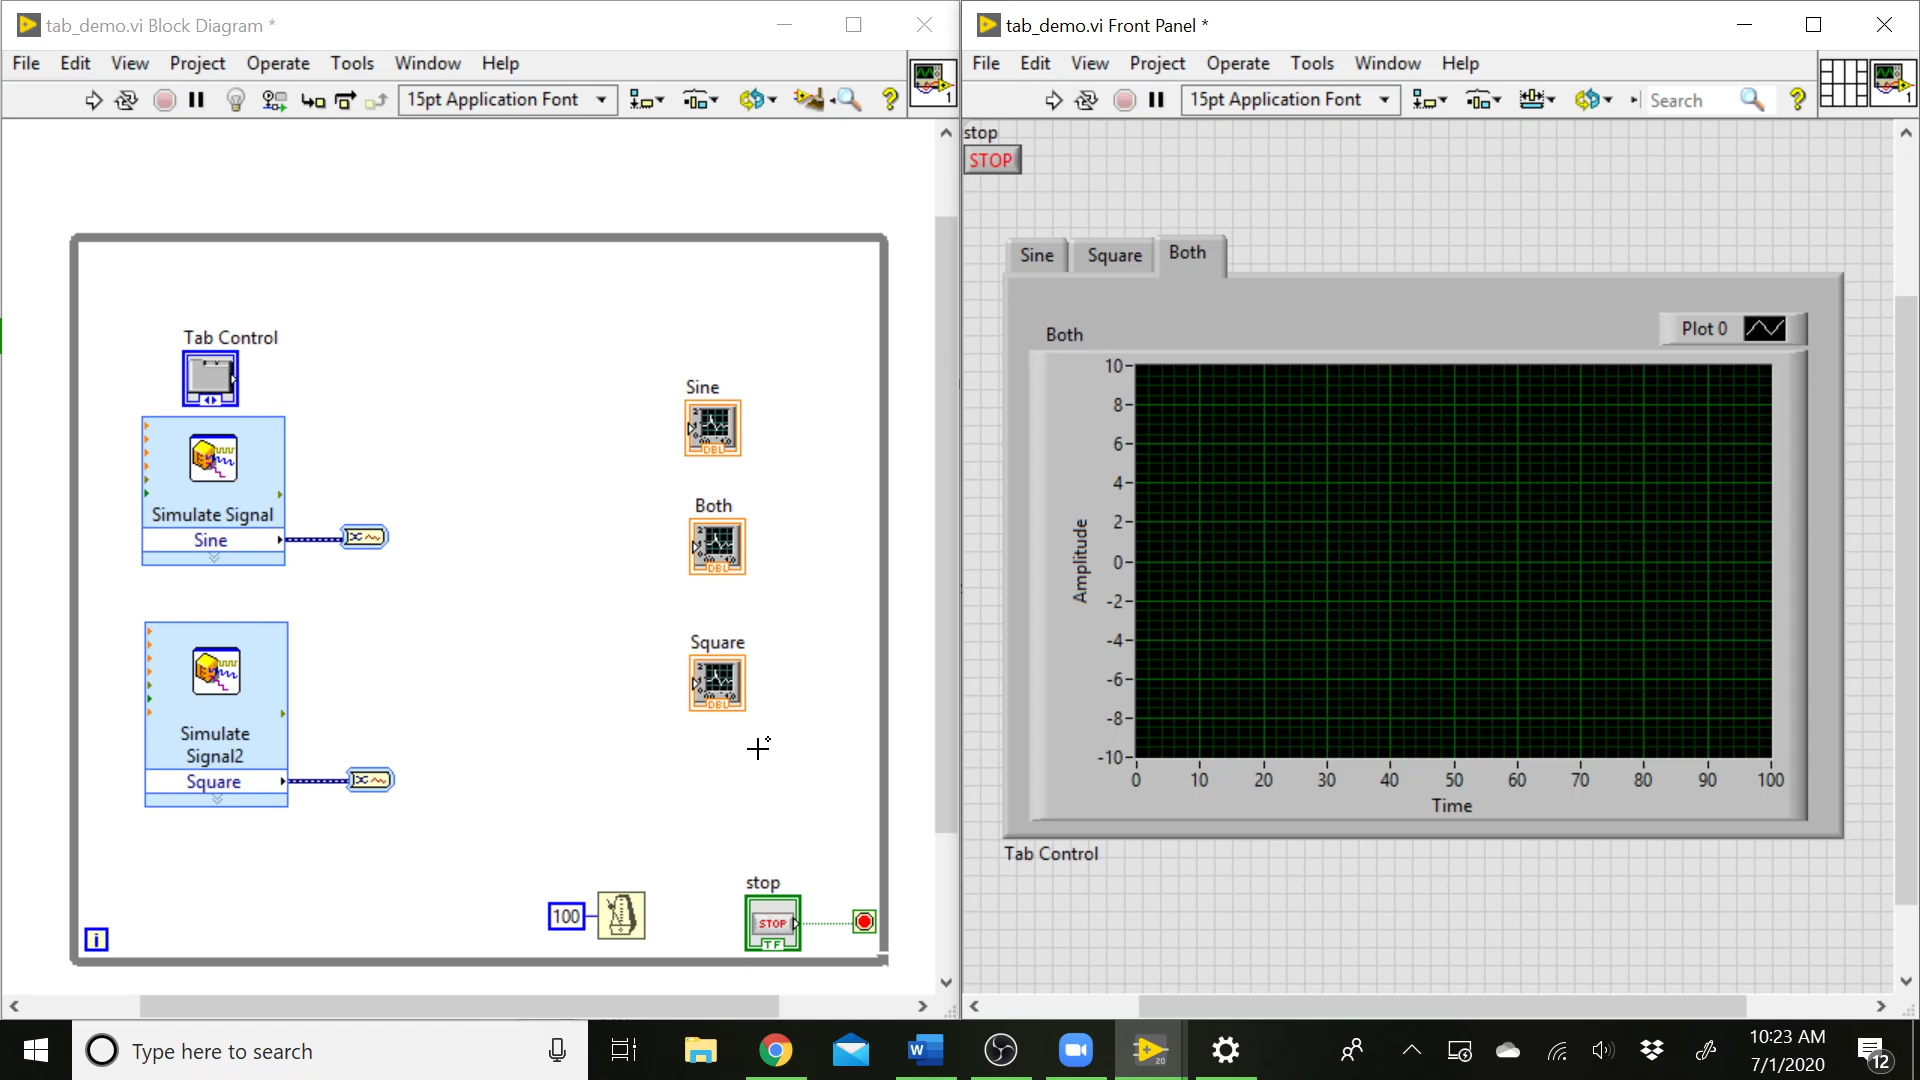 tab_demo.vi Block Diagram *
File Edit View Project Operate Tools Window Help
15pt Application Font
?
1
Tab Control
Simulate Signal
Sine
Simulate
Signal2
Square
Sine
DBL
Both
DBL
Square
DBL
100
stop
STOP
TF
i
tab_demo.vi Front Panel *
File Edit View Project Operate Tools Window Help
15pt Application Font
Search
?
1
stop
STOP
Sine Square Both
Both
Plot 0
10
8
6
4
2
0
-2
-4
-6
-8
-10
Amplitude
0 10 20 30 40 50 60 70 80 90 100
Time
Tab Control
Type here to search
W
20
10:23 AM
7/1/2020
12